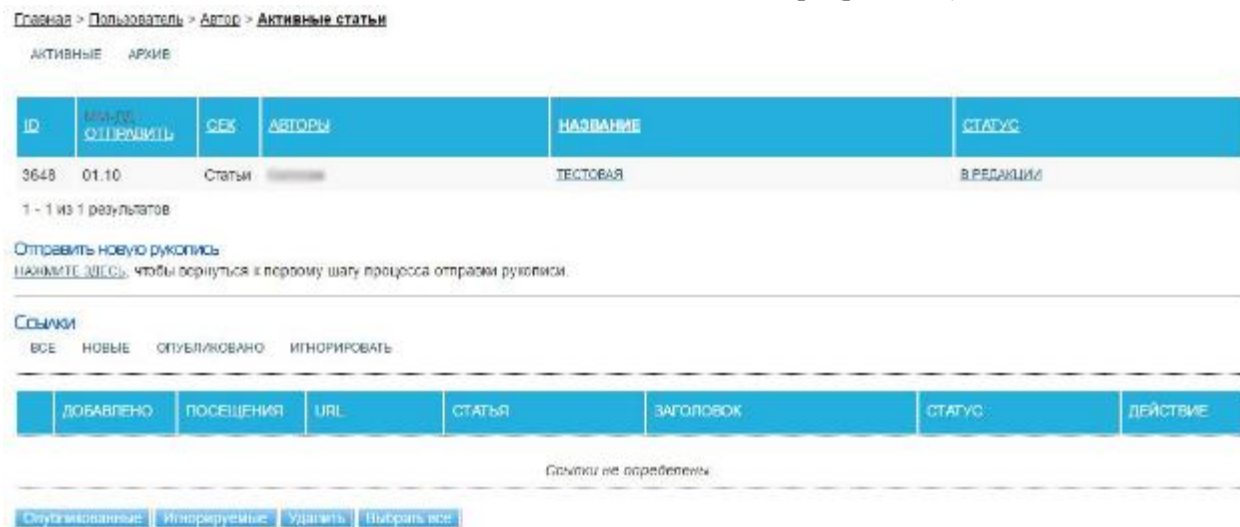 Главная > Пользователь > Автор > Активные статьи
АКТИВНЫЕ АРХИВ
ID ММ-ДД ОТПРАВИТЬ СЕК АВТОРЫ НАЗВАНИЕ СТАТУС
3648 01.10 Статьи ТЕСТОВАЯ В РЕДАКЦИИ
1 - 1 из 1 результатов
Отправить новую рукопись
НАЖМИТЕ ЗДЕСЬ, чтобы вернуться к первому шагу процесса отправки рукописи.
Ссылки
ВСЕ НОВЫЕ ОПУБЛИКОВАНО ИГНОРИРОВАТЬ
ДОБАВЛЕНО ПОСЕЩЕНИЯ URL СТАТЬЯ ЗАГОЛОВОК СТАТУС ДЕЙСТВИЕ
Ссылки не определены
Опубликованные Игнорируемые Удалить Выбрать все